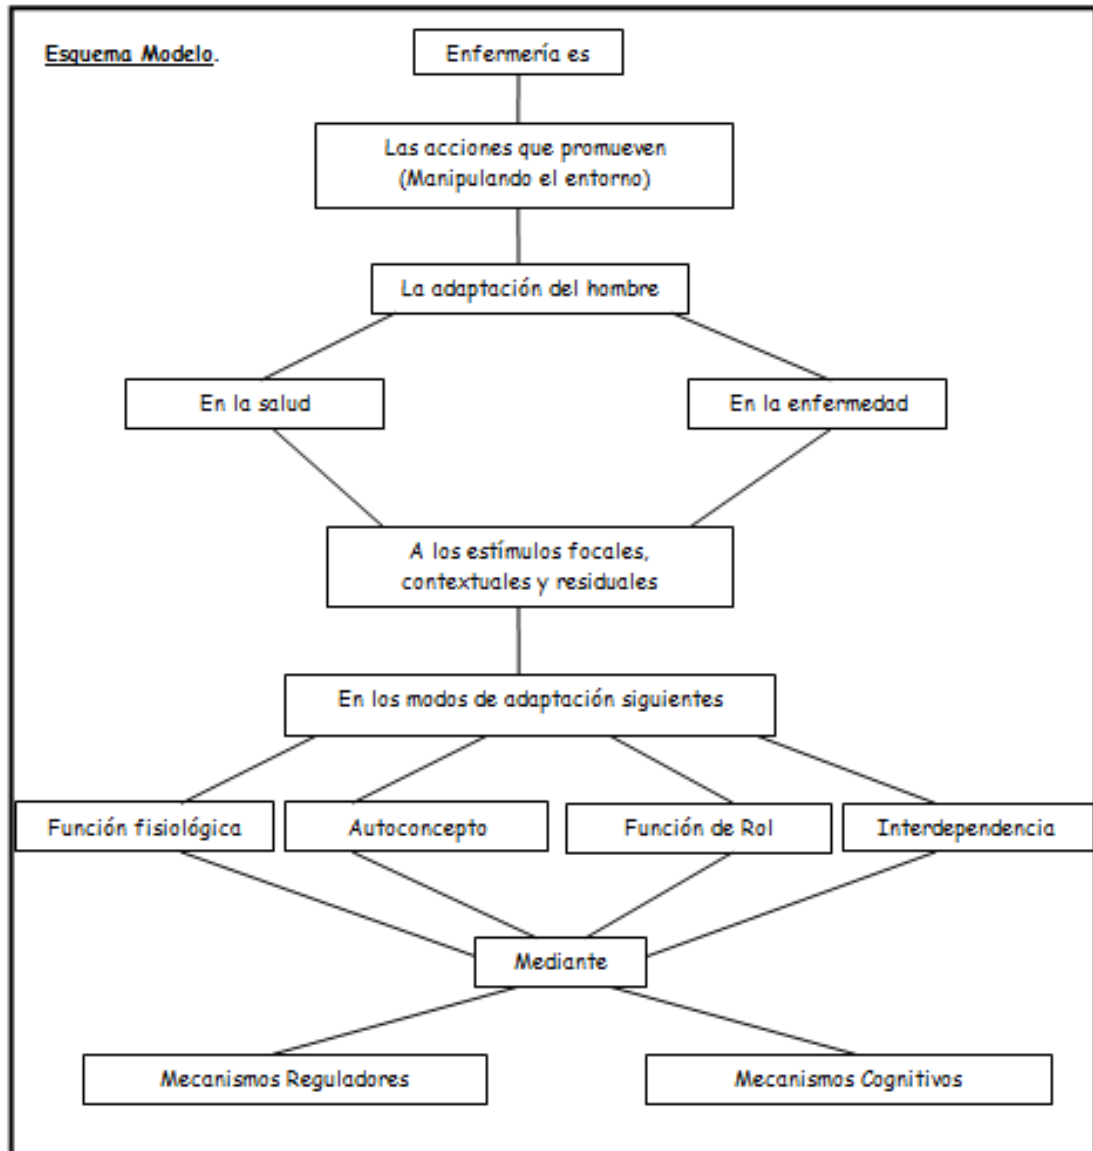 Esquema Modelo.
Enfermería es
Las acciones que promueven
(Manipulando el entorno)
La adaptación del hombre
En la salud
En la enfermedad
A los estímulos focales,
contextuales y residuales
En los modos de adaptación siguientes
Función fisiológica
Autoconcepto
Función de Rol
Interdependencia
Mediante
Mecanismos Reguladores
Mecanismos Cognitivos